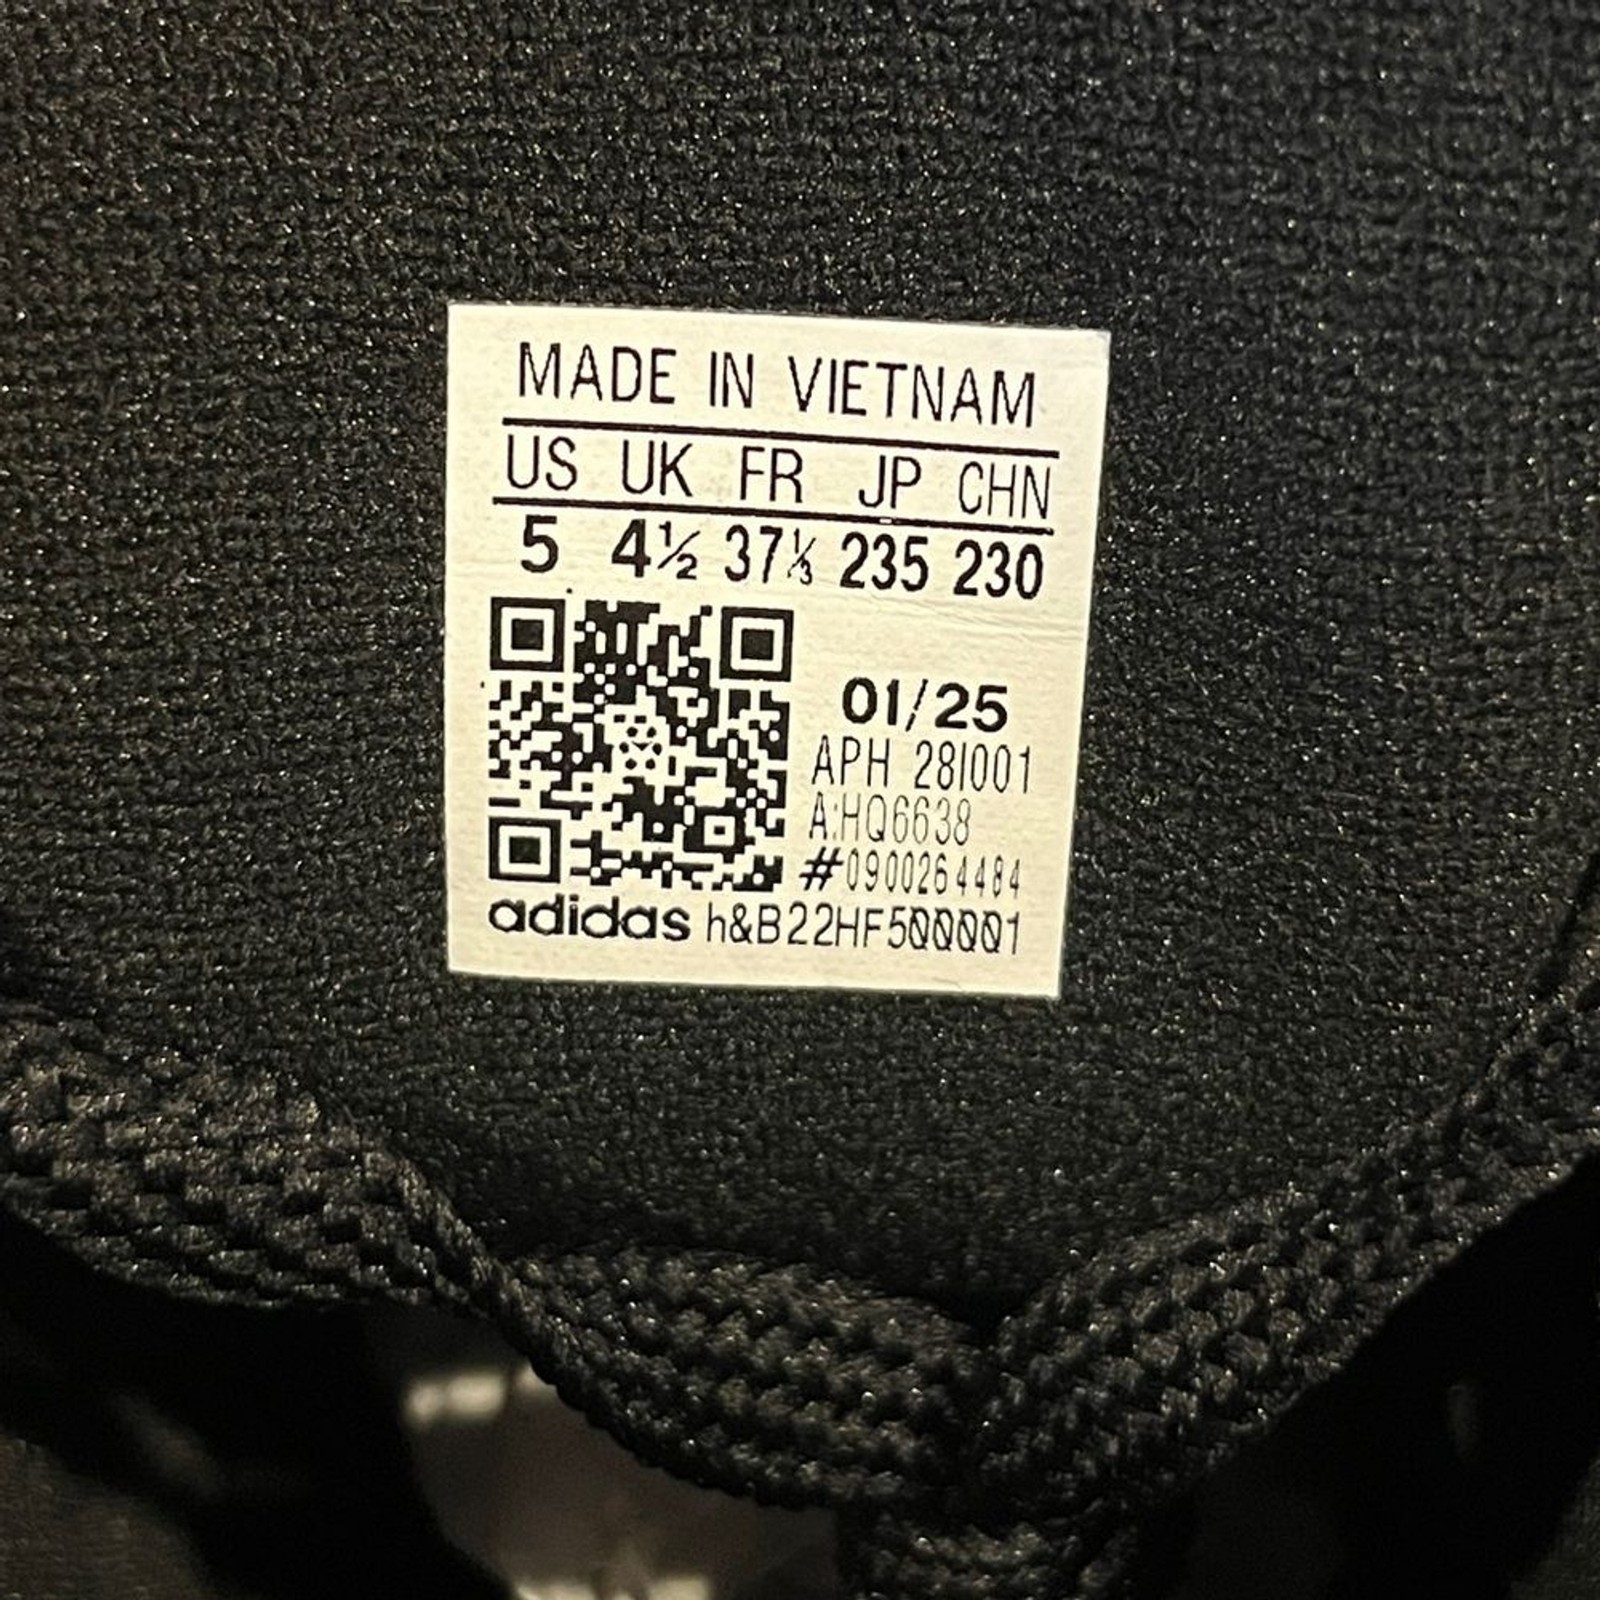 MADE IN VIETNAM
US UK FR JP CHN
5 4½ 37⅓ 235 230
01/25
APH 28I001
A:HQ6638
#0900264484
adidas h&B22HF500001